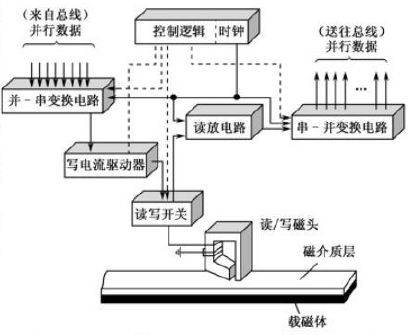 (来自总线)
并行数据
控制逻辑 时钟
(送往总线)
并行数据
并-串变换电路
读放电路
串-并变换电路
写电流驱动器
读写开关
读/写磁头
磁介质层
载磁体